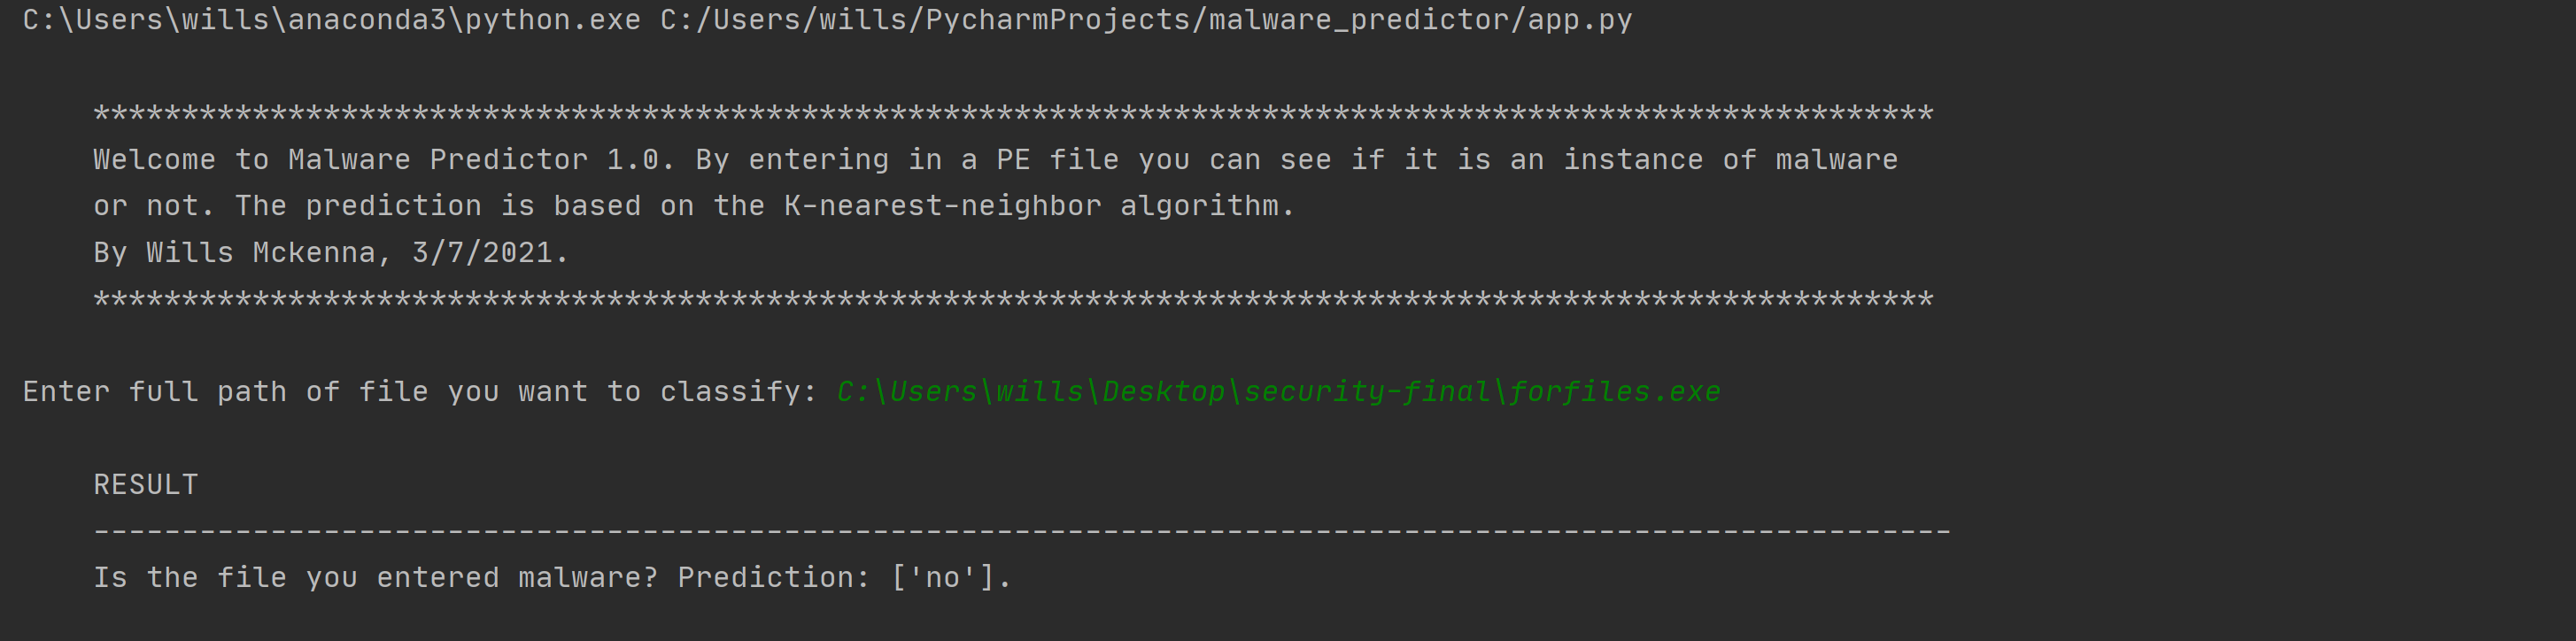 C:\Users\wills\anaconda3\python.exe C:/Users/wills/PycharmProjects/malware_predictor/app.py
********************************************************************************************************
Welcome to Malware Predictor 1.0. By entering in a PE file you can see if it is an instance of malware
or not. The prediction is based on the K-nearest-neighbor algorithm.
By Wills Mckenna, 3/7/2021.
********************************************************************************************************
Enter full path of file you want to classify: C:\Users\wills\Desktop\security-final\forfiles.exe
RESULT
---------------------------------------------------------------------------------------------------------
Is the file you entered malware? Prediction: ['no'].